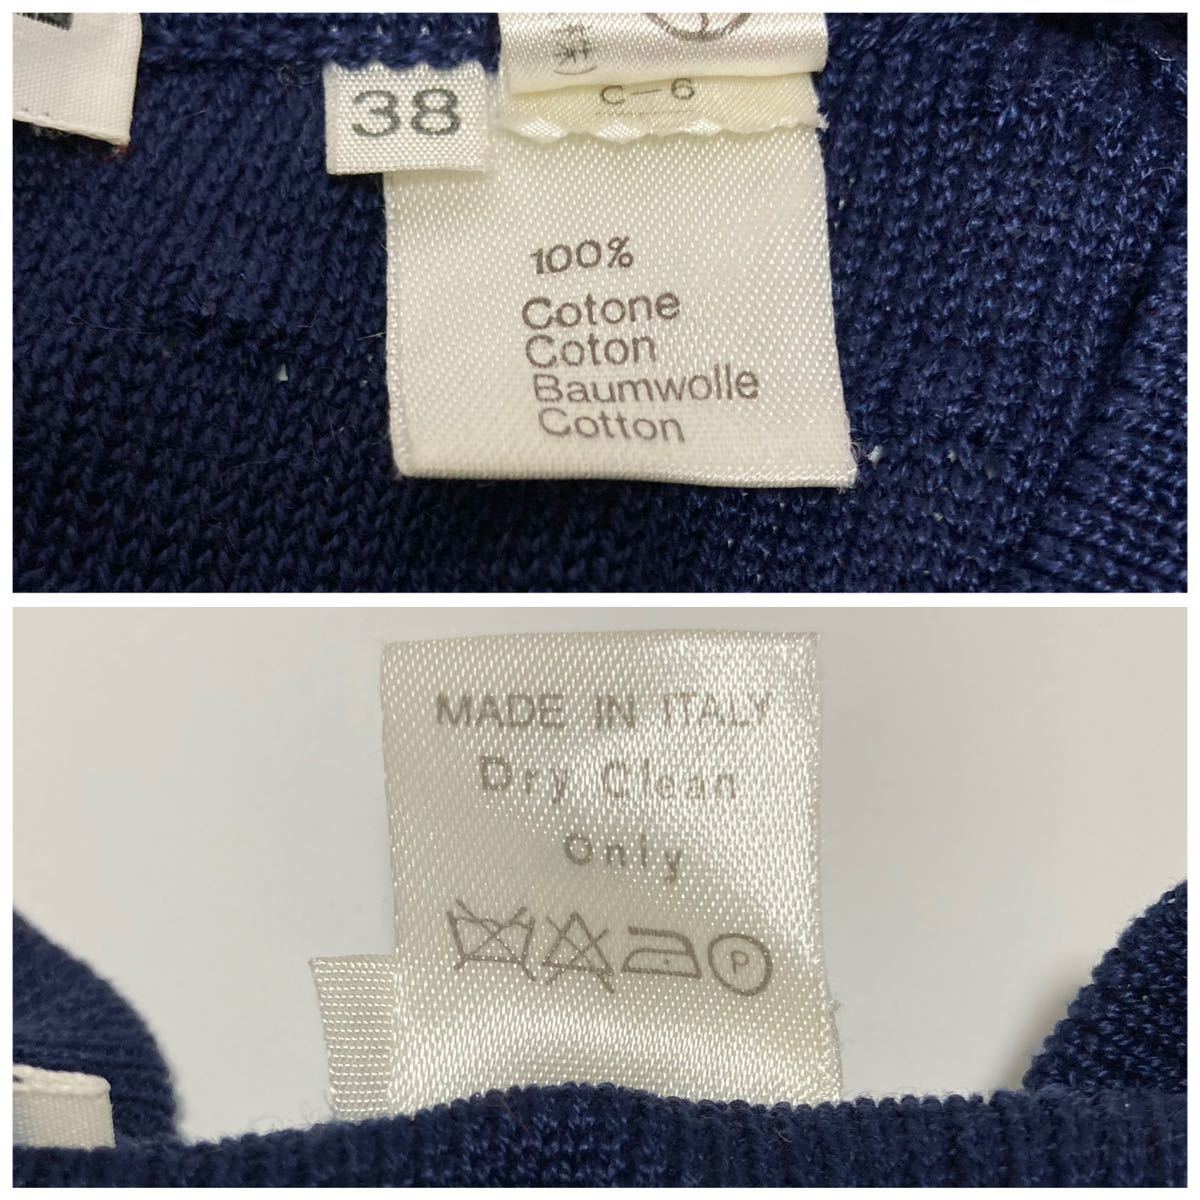 38
C-6
100%
Cotone
Coton
Baumwolle
Cotton
MADE IN ITALY
Dry Clean
only
P